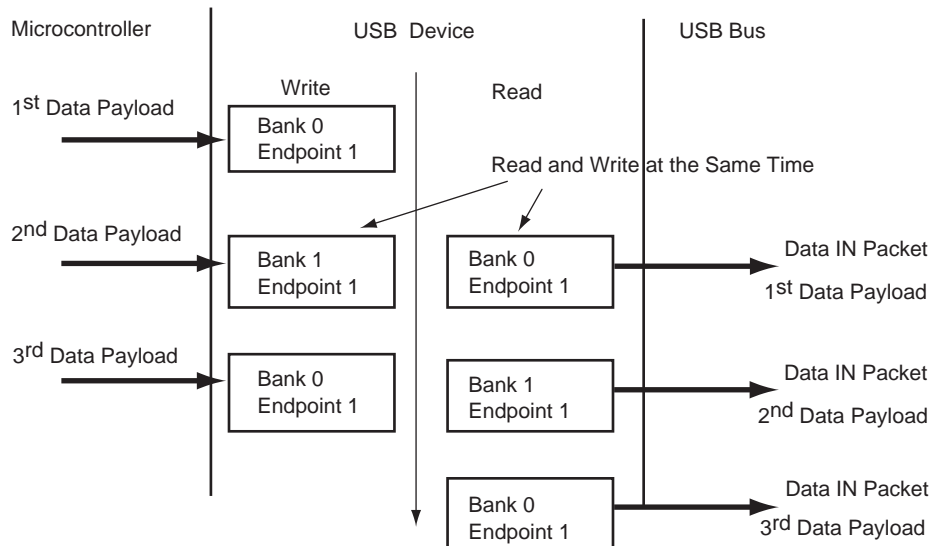 Microcontroller
USB Device
USB Bus
Write
Read
1st Data Payload
Bank 0
Endpoint 1
Read and Write at the Same Time
2nd Data Payload
Bank 1
Endpoint 1
Bank 0
Endpoint 1
Data IN Packet
1st Data Payload
3rd Data Payload
Bank 0
Endpoint 1
Bank 1
Endpoint 1
Data IN Packet
2nd Data Payload
Bank 0
Endpoint 1
Data IN Packet
3rd Data Payload